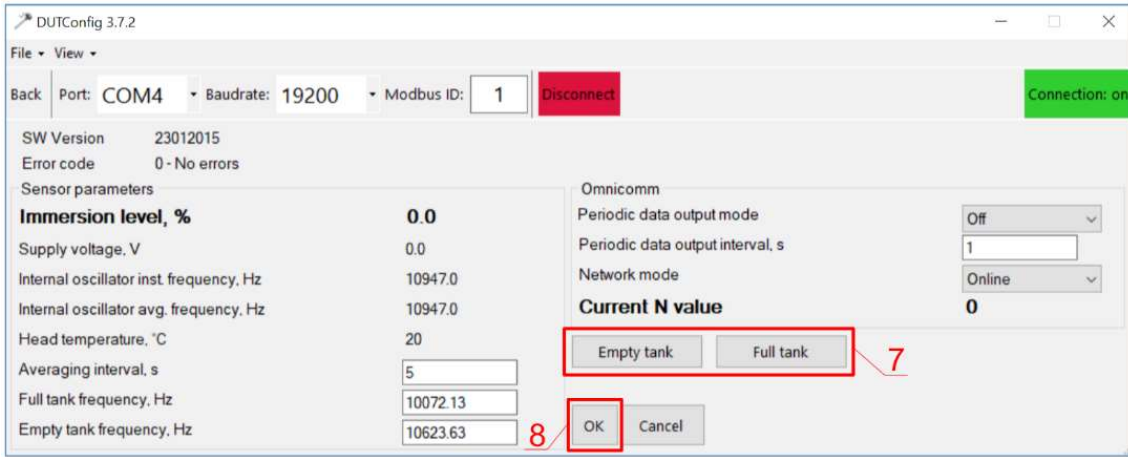 DUTConfig 3.7.2
File View
Back Port: COM4 Baudrate: 19200 Modbus ID: 1 Disconnect Connection: on
SW Version 23012015
Error code 0 - No errors
Sensor parameters
Immersion level, % 0.0
Supply voltage, V 0.0
Internal oscillator inst. frequency, Hz 10947.0
Internal oscillator avg. frequency, Hz 10947.0
Head temperature, °C 20
Averaging interval, s 5
Full tank frequency, Hz 10072.13
Empty tank frequency, Hz 10623.63
Omnicomm
Periodic data output mode Off
Periodic data output interval, s 1
Network mode Online
Current N value 0
Empty tank Full tank 7
8 OK Cancel